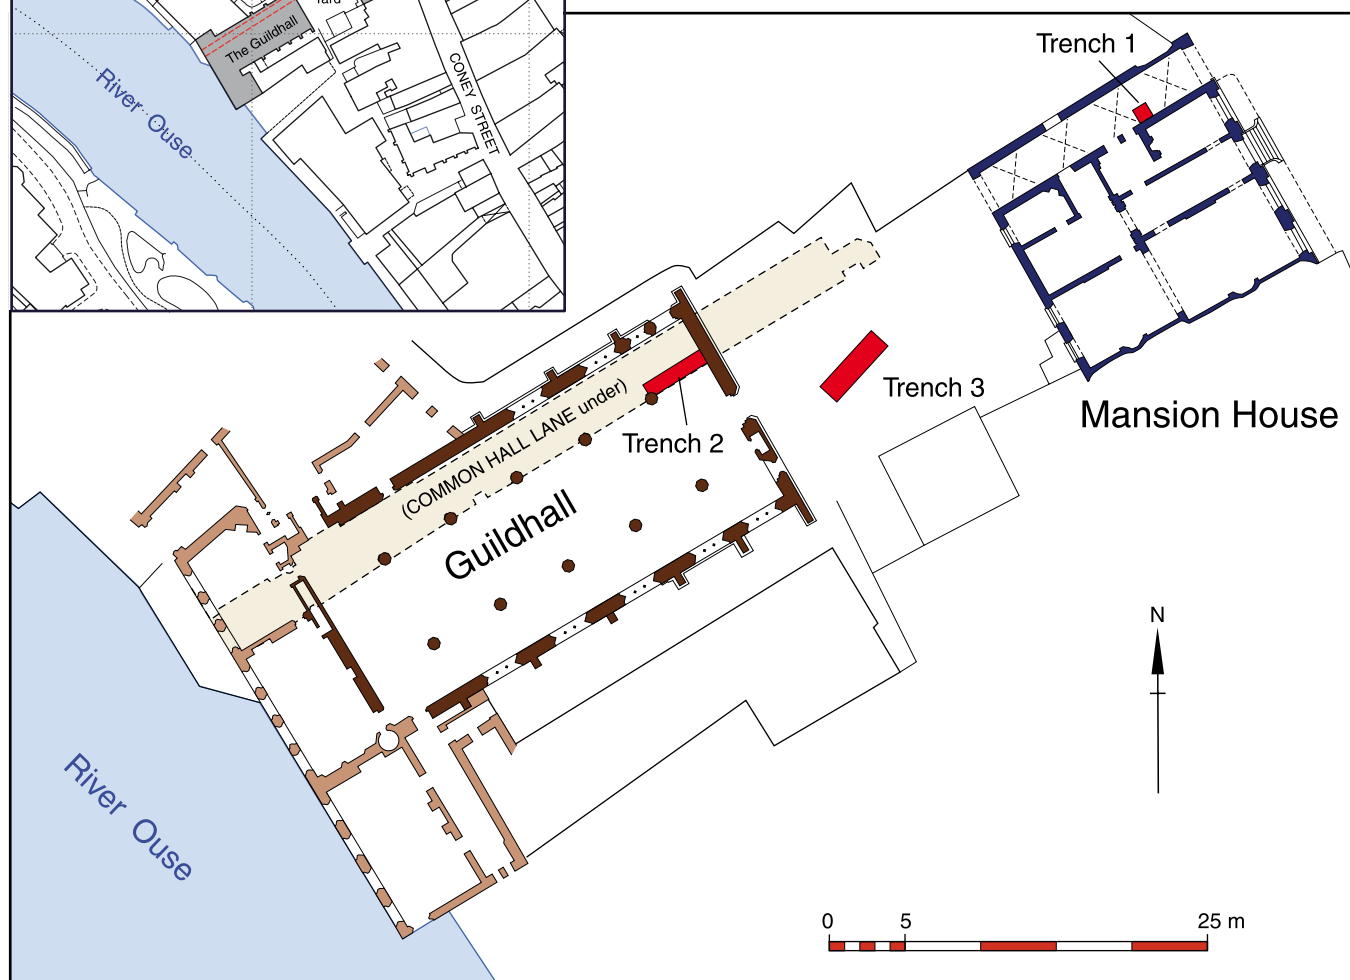 The Guildhall
CONEY STREET
River Ouse
Trench 1
Trench 3
Mansion House
(COMMON HALL LANE under)
Trench 2
Guildhall
N
River Ouse
0 5 25 m